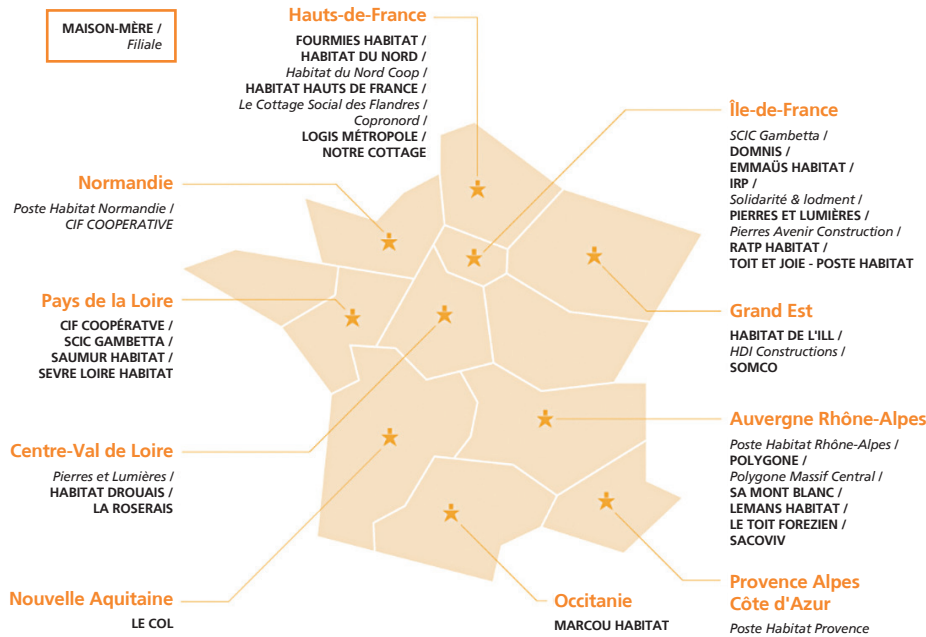 MAISON-MÈRE /
Filiale
Hauts-de-France
FOURMIES HABITAT /
HABITAT DU NORD /
Habitat du Nord Coop /
HABITAT HAUTS DE FRANCE /
Le Cottage Social des Flandres /
Copronord /
LOGIS MÉTROPOLE /
NOTRE COTTAGE
Île-de-France
SCIC Gambetta /
DOMNIS /
EMMAÜS HABITAT /
IRP /
Solidarité & lodment /
PIERRES ET LUMIÈRES /
Pierres Avenir Construction /
RATP HABITAT /
TOIT ET JOIE - POSTE HABITAT
Normandie
Poste Habitat Normandie /
CIF COOPERATIVE
Pays de la Loire
CIF COOPÉRATVE /
SCIC GAMBETTA /
SAUMUR HABITAT /
SEVRE LOIRE HABITAT
Grand Est
HABITAT DE L'ILL /
HDI Constructions /
SOMCO
Centre-Val de Loire
Pierres et Lumières /
HABITAT DROUAIS /
LA ROSERAIS
Auvergne Rhône-Alpes
Poste Habitat Rhône-Alpes /
POLYGONE /
Polygone Massif Central /
SA MONT BLANC /
LEMANS HABITAT /
LE TOIT FOREZIEN /
SACOVIV
Nouvelle Aquitaine
LE COL
Occitanie
MARCOU HABITAT
Provence Alpes
Côte d'Azur
Poste Habitat Provence